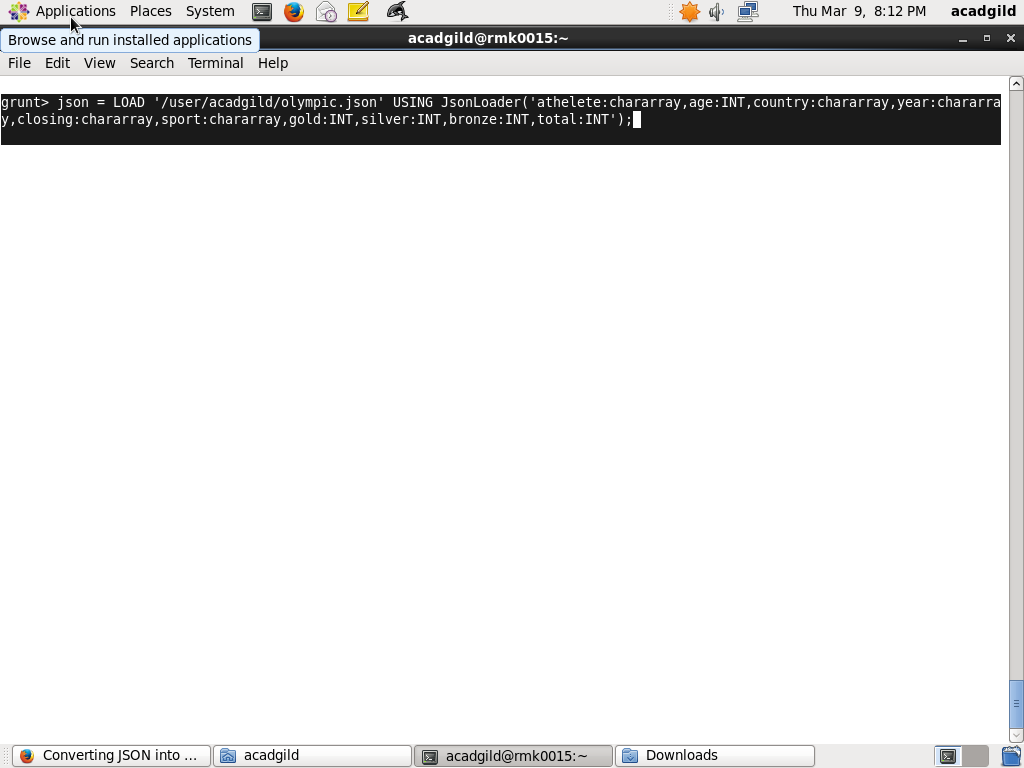 Applications Places System Thu Mar 9, 8:12 PM acadgild
Browse and run installed applications
acadgild@rmk0015:~
File Edit View Search Terminal Help
grunt> json = LOAD '/user/acadgild/olympic.json' USING JsonLoader('athelete:chararray,age:INT,country:chararray,year:chararra
y,closing:chararray,sport:chararray,gold:INT,silver:INT,bronze:INT,total:INT');
Converting JSON into ... acadgild acadgild@rmk0015:~ Downloads